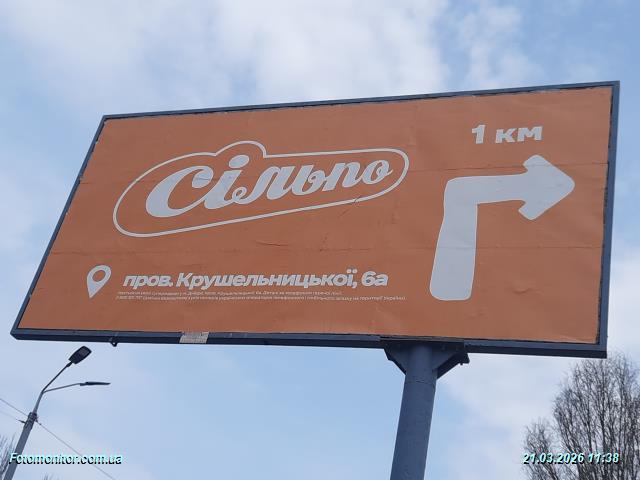 1 км
Сільпо
пров. Крушельницької, 6а
Fotomonitor.com.ua
21.03.2026 11:38